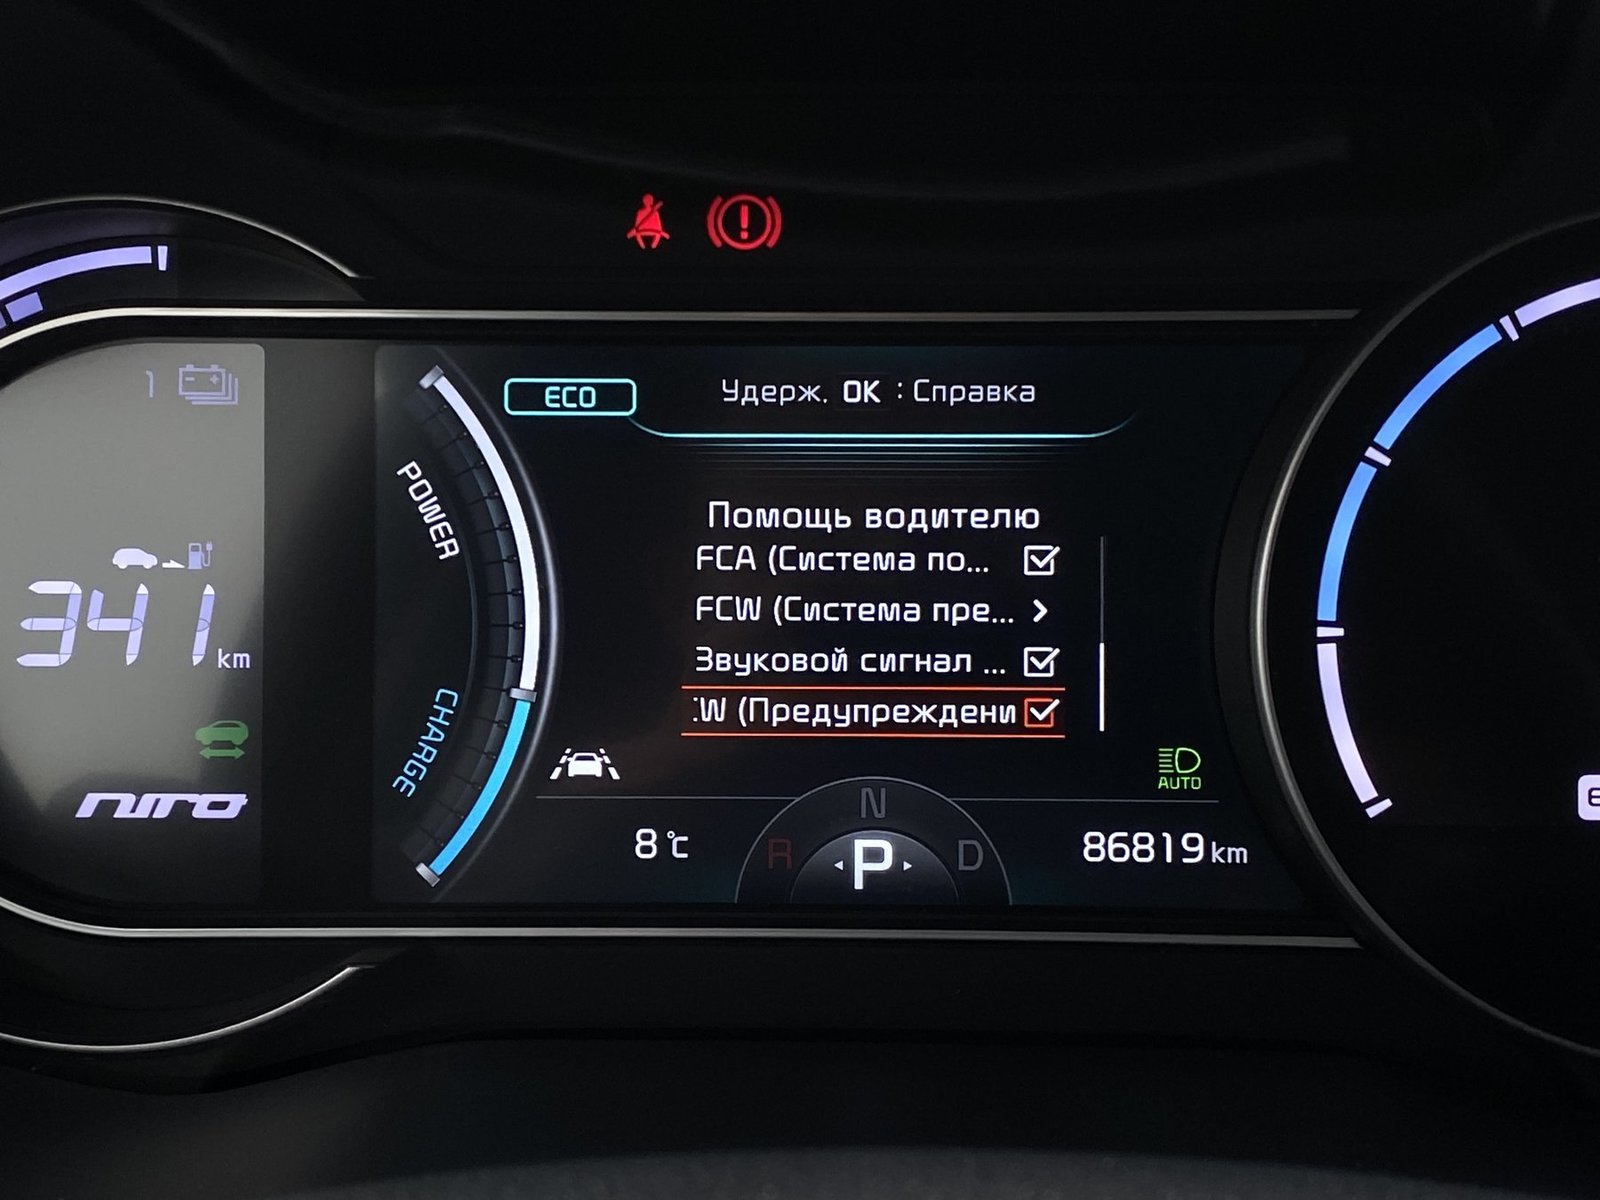 ECO
Удерж. OK : Справка
1
POWER
CHARGE
341 km
NIRO
Помощь водителю
FCA (Система по...
FCW (Система пре...
Звуковой сигнал ...
W (Предупреждени
AUTO
N
R P D
8 °C
86819 km